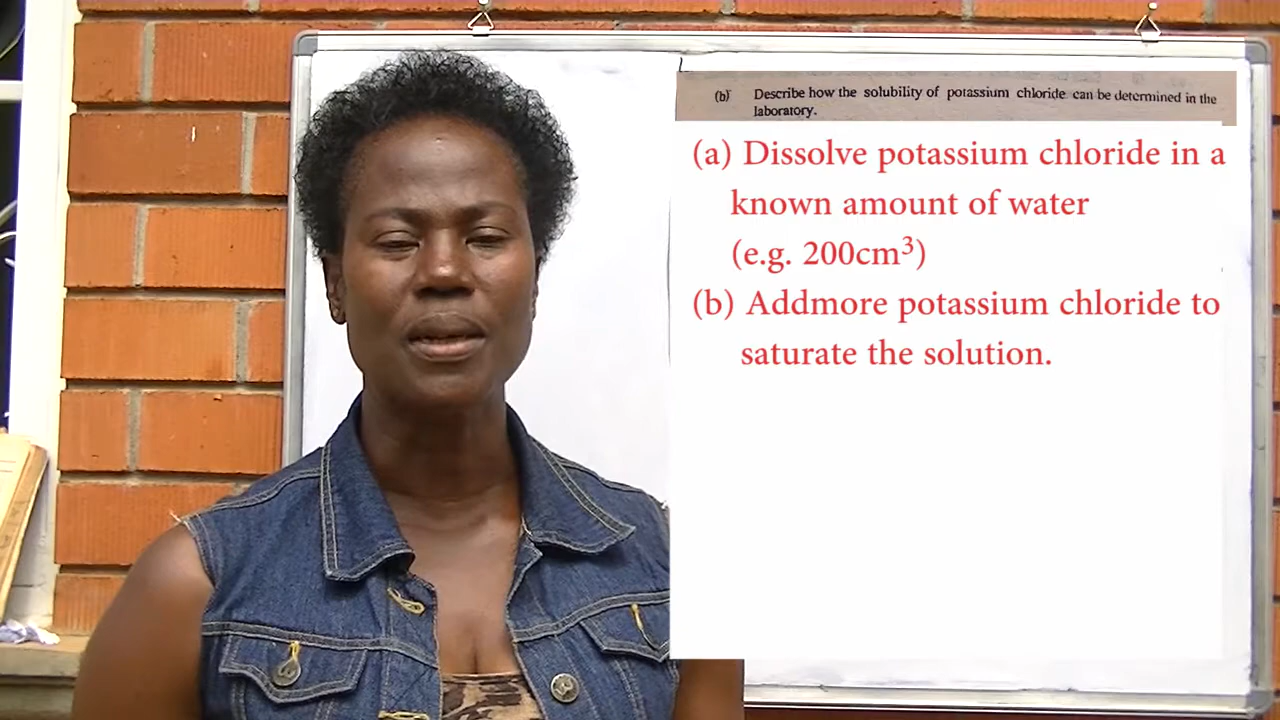 (b) Describe how the solubility of potassium chloride can be determined in the
laboratory.
(a) Dissolve potassium chloride in a
known amount of water
(e.g. 200cm³)
(b) Addmore potassium chloride to
saturate the solution.